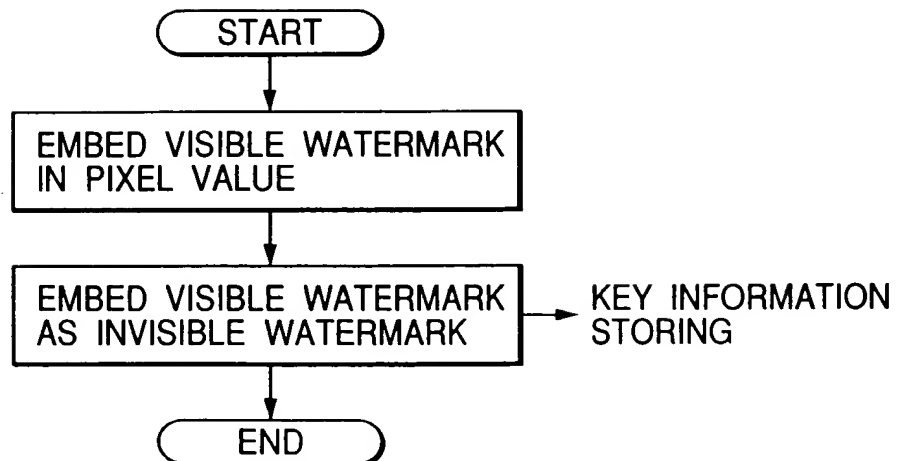 START
EMBED VISIBLE WATERMARK
IN PIXEL VALUE
EMBED VISIBLE WATERMARK
AS INVISIBLE WATERMARK
KEY INFORMATION
STORING
END